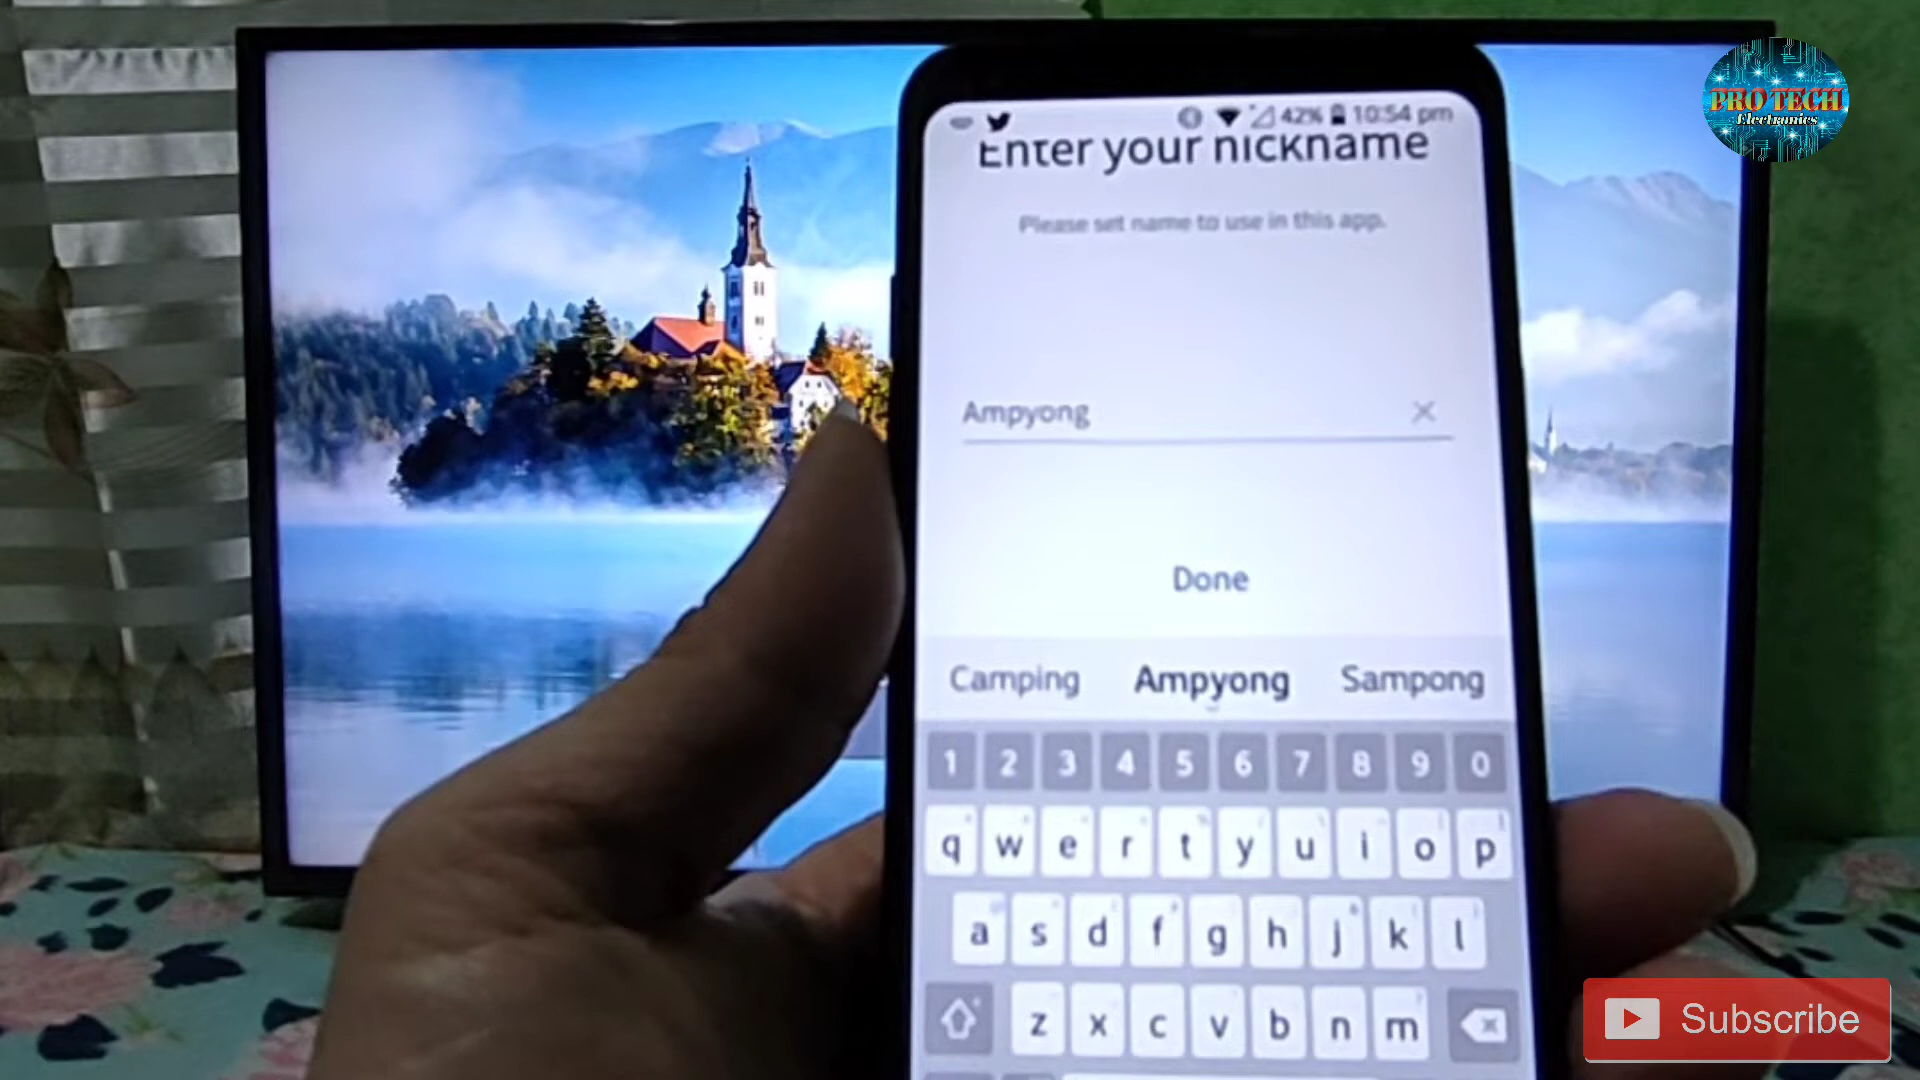 PRO TECH
Electronics
42% 10:54 pm
Enter your nickname
Please set name to use in this app.
Ampyong
Done
Camping Ampyong Sampong
1 2 3 4 5 6 7 8 9 0
q w e r t y u i o p
a s d f g h j k l
z x c v b n m
Subscribe